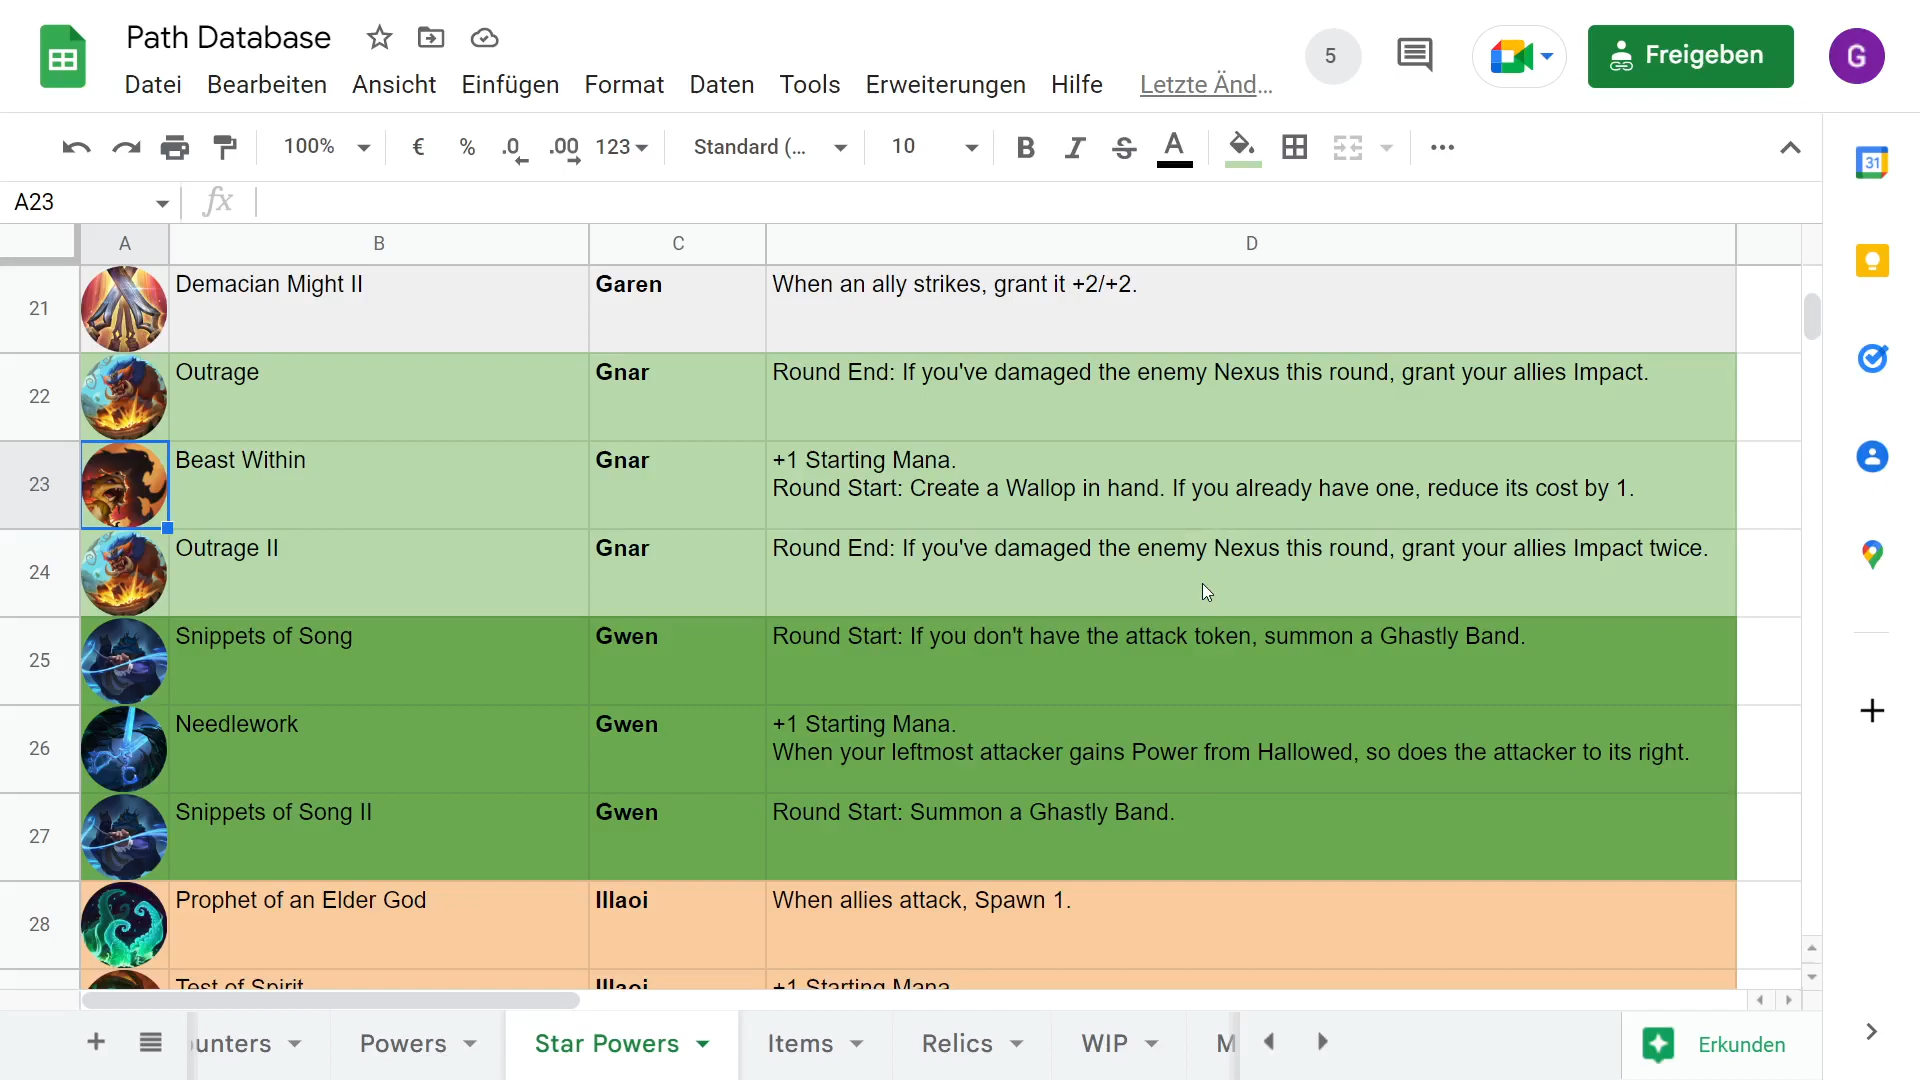 Path Database
5
Freigeben
G
Datei Bearbeiten Ansicht Einfügen Format Daten Tools Erweiterungen Hilfe Letzte Änd...
100% € % .0 .00 123 Standard (... 10 B I S A
31
A23 fx
A B C D
21 Demacian Might II Garen When an ally strikes, grant it +2/+2.
22 Outrage Gnar Round End: If you've damaged the enemy Nexus this round, grant your allies Impact.
23 Beast Within Gnar +1 Starting Mana.
Round Start: Create a Wallop in hand. If you already have one, reduce its cost by 1.
24 Outrage II Gnar Round End: If you've damaged the enemy Nexus this round, grant your allies Impact twice.
25 Snippets of Song Gwen Round Start: If you don't have the attack token, summon a Ghastly Band.
26 Needlework Gwen +1 Starting Mana.
When your leftmost attacker gains Power from Hallowed, so does the attacker to its right.
27 Snippets of Song II Gwen Round Start: Summon a Ghastly Band.
28 Prophet of an Elder God Illaoi When allies attack, Spawn 1.
Test of Spirit Illaoi +1 Starting Mana
unters Powers Star Powers Items Relics WIP M Erkunden